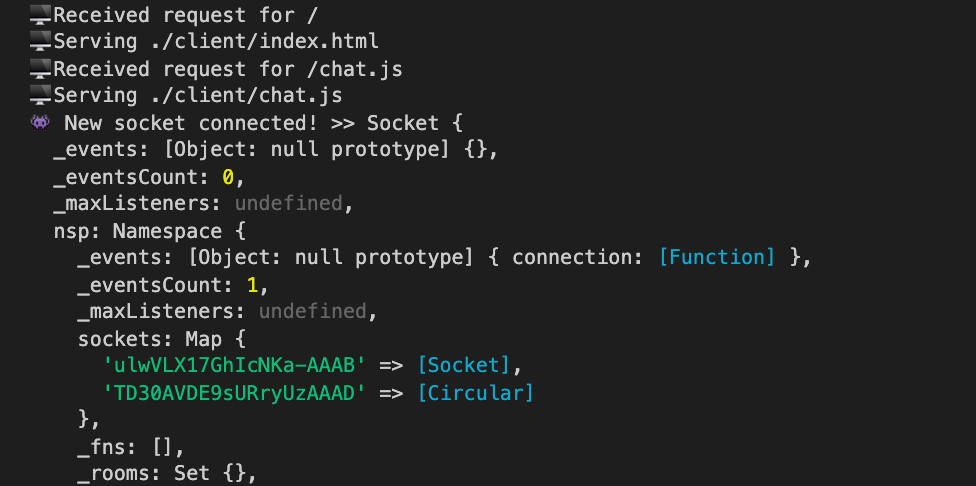 🖥️Received request for /
🖥️Serving ./client/index.html
🖥️Received request for /chat.js
🖥️Serving ./client/chat.js
👾 New socket connected! >> Socket {
  _events: [Object: null prototype] {},
  _eventsCount: 0,
  _maxListeners: undefined,
  nsp: Namespace {
    _events: [Object: null prototype] { connection: [Function] },
    _eventsCount: 1,
    _maxListeners: undefined,
    sockets: Map {
      'ulwVLX17GhIcNKa-AAAB' => [Socket],
      'TD30AVDE9sURryUzAAAD' => [Circular]
    },
    _fns: [],
    _rooms: Set {},